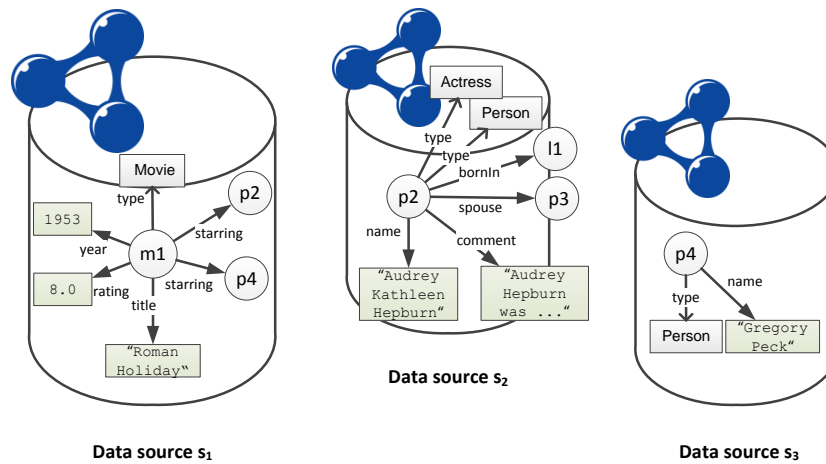 Movie
type
p2
1953
starring
year
m1
8.0
rating
starring
p4
title
“Roman
Holiday“
Data source s1
Actress
Person
type
type
l1
bornIn
p2
spouse
p3
name
comment
“Audrey
Kathleen
Hepburn“
“Audrey
Hepburn
was ...“
Data source s2
p4
name
type
Person
“Gregory
Peck“
Data source s3